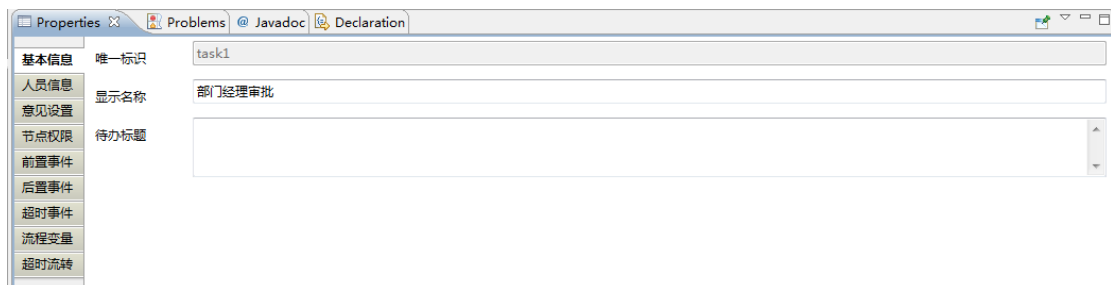 Properties Problems @ Javadoc Declaration
基本信息 唯一标识 task1
人员信息
显示名称 部门经理审批
意见设置
节点权限 待办标题
前置事件
后置事件
超时事件
流程变量
超时流转